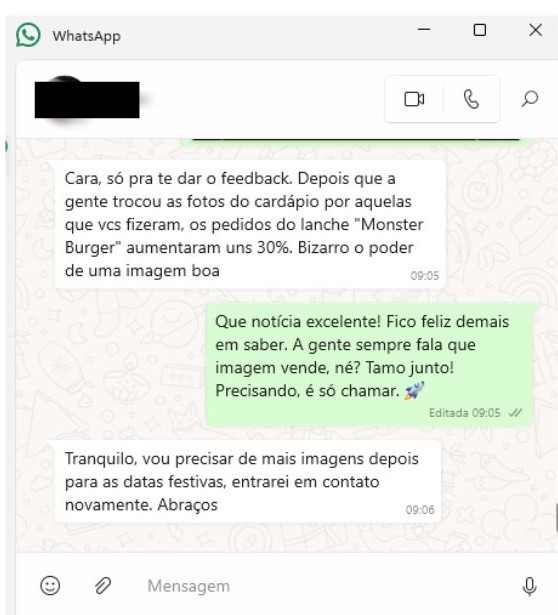 WhatsApp
Cara, só pra te dar o feedback. Depois que a
gente trocou as fotos do cardápio por aquelas
que vcs fizeram, os pedidos do lanche "Monster
Burger" aumentaram uns 30%. Bizarro o poder
de uma imagem boa
09:05
Que notícia excelente! Fico feliz demais
em saber. A gente sempre fala que
imagem vende, né? Tamo junto!
Precisando, é só chamar. 🚀
Editada 09:05
Tranquilo, vou precisar de mais imagens depois
para as datas festivas, entrarei em contato
novamente. Abraços
09:06
Mensagem